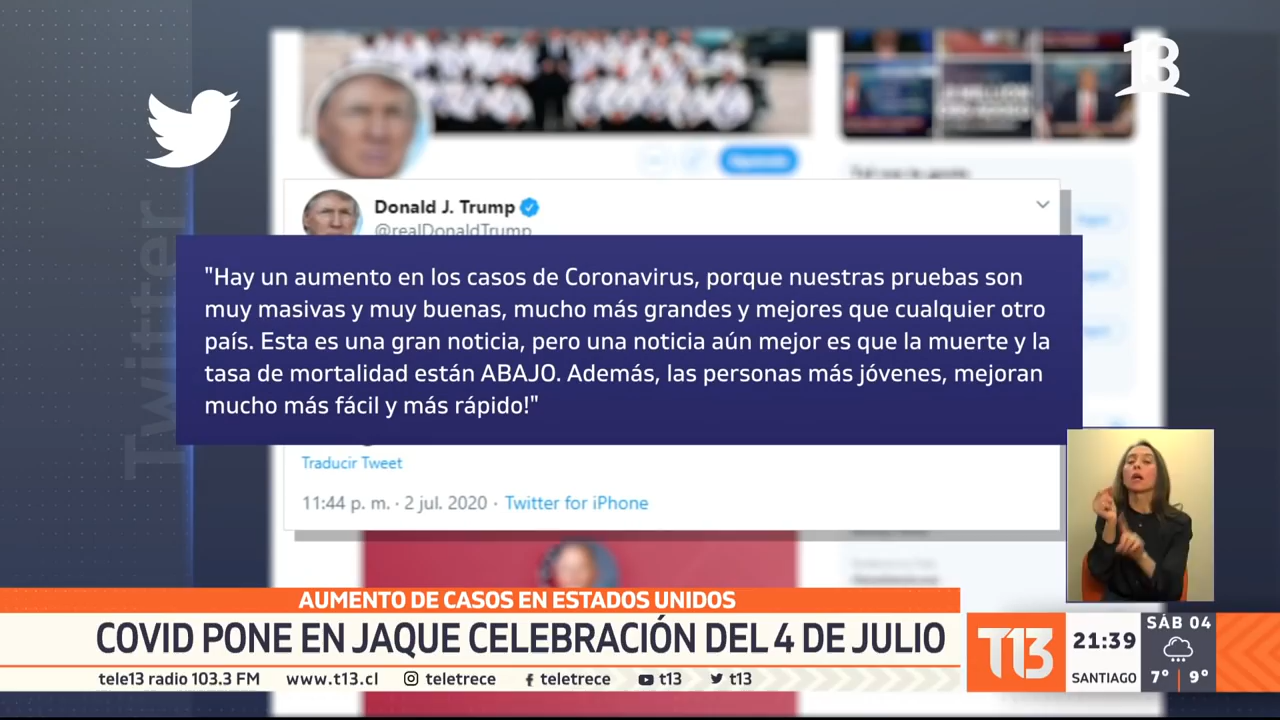 13
Twitter
Donald J. Trump
@realDonaldTrump
"Hay un aumento en los casos de Coronavirus, porque nuestras pruebas son
muy masivas y muy buenas, mucho más grandes y mejores que cualquier otro
país. Esta es una gran noticia, pero una noticia aún mejor es que la muerte y la
tasa de mortalidad están ABAJO. Además, las personas más jóvenes, mejoran
mucho más fácil y más rápido!"
Traducir Tweet
11:44 p. m. · 2 jul. 2020 · Twitter for iPhone
AUMENTO DE CASOS EN ESTADOS UNIDOS
COVID PONE EN JAQUE CELEBRACIÓN DEL 4 DE JULIO
tele13 radio 103.3 FM www.t13.cl teletrece teletrece t13 t13
T13
21:39
SANTIAGO
SÁB 04
7° 9°